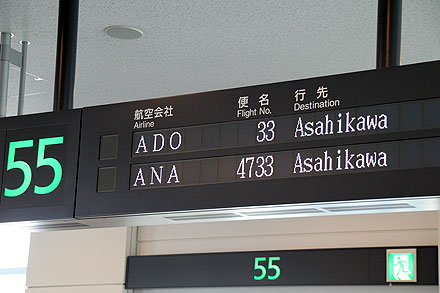 航空会社 便名 行先
Airline Flight No. Destination
55 ADO 33 Asahikawa
ANA 4733 Asahikawa
55